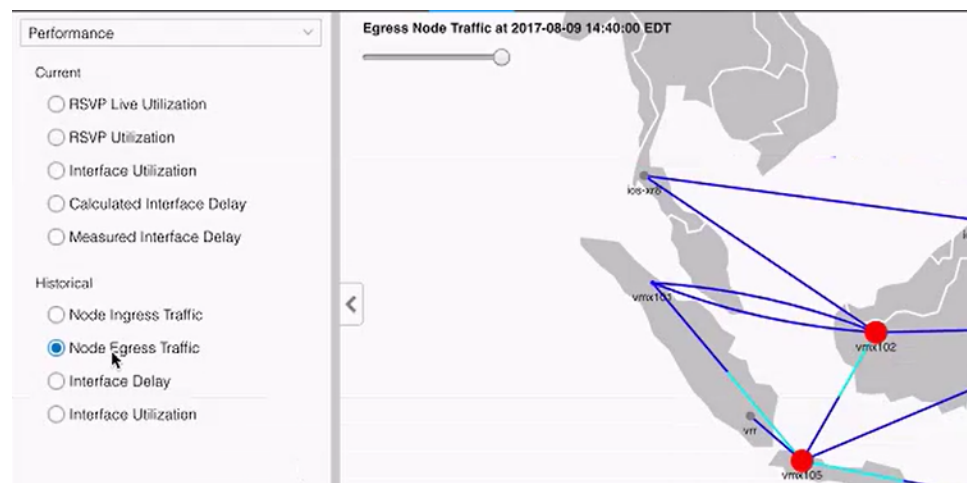 Performance
Current
RSVP Live Utilization
RSVP Utilization
Interface Utilization
Calculated Interface Delay
Measured Interface Delay
Historical
Node Ingress Traffic
Node Egress Traffic
Interface Delay
Interface Utilization
Egress Node Traffic at 2017-08-09 14:40:00 EDT
ios-xr8
vmx101
vmx102
vrr
vmx105